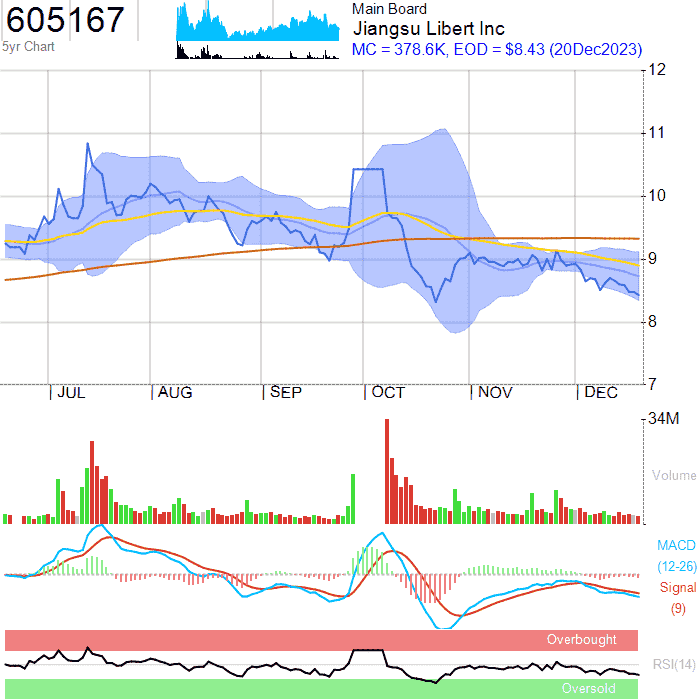 605167
5yr Chart
Main Board
Jiangsu Libert Inc
MC = 378.6K, EOD = $8.43 (20Dec2023)
12
11
10
9
8
7
JUL AUG SEP OCT NOV DEC
34M
Volume
MACD
(12-26)
Signal
(9)
Overbought
RSI(14)
Oversold